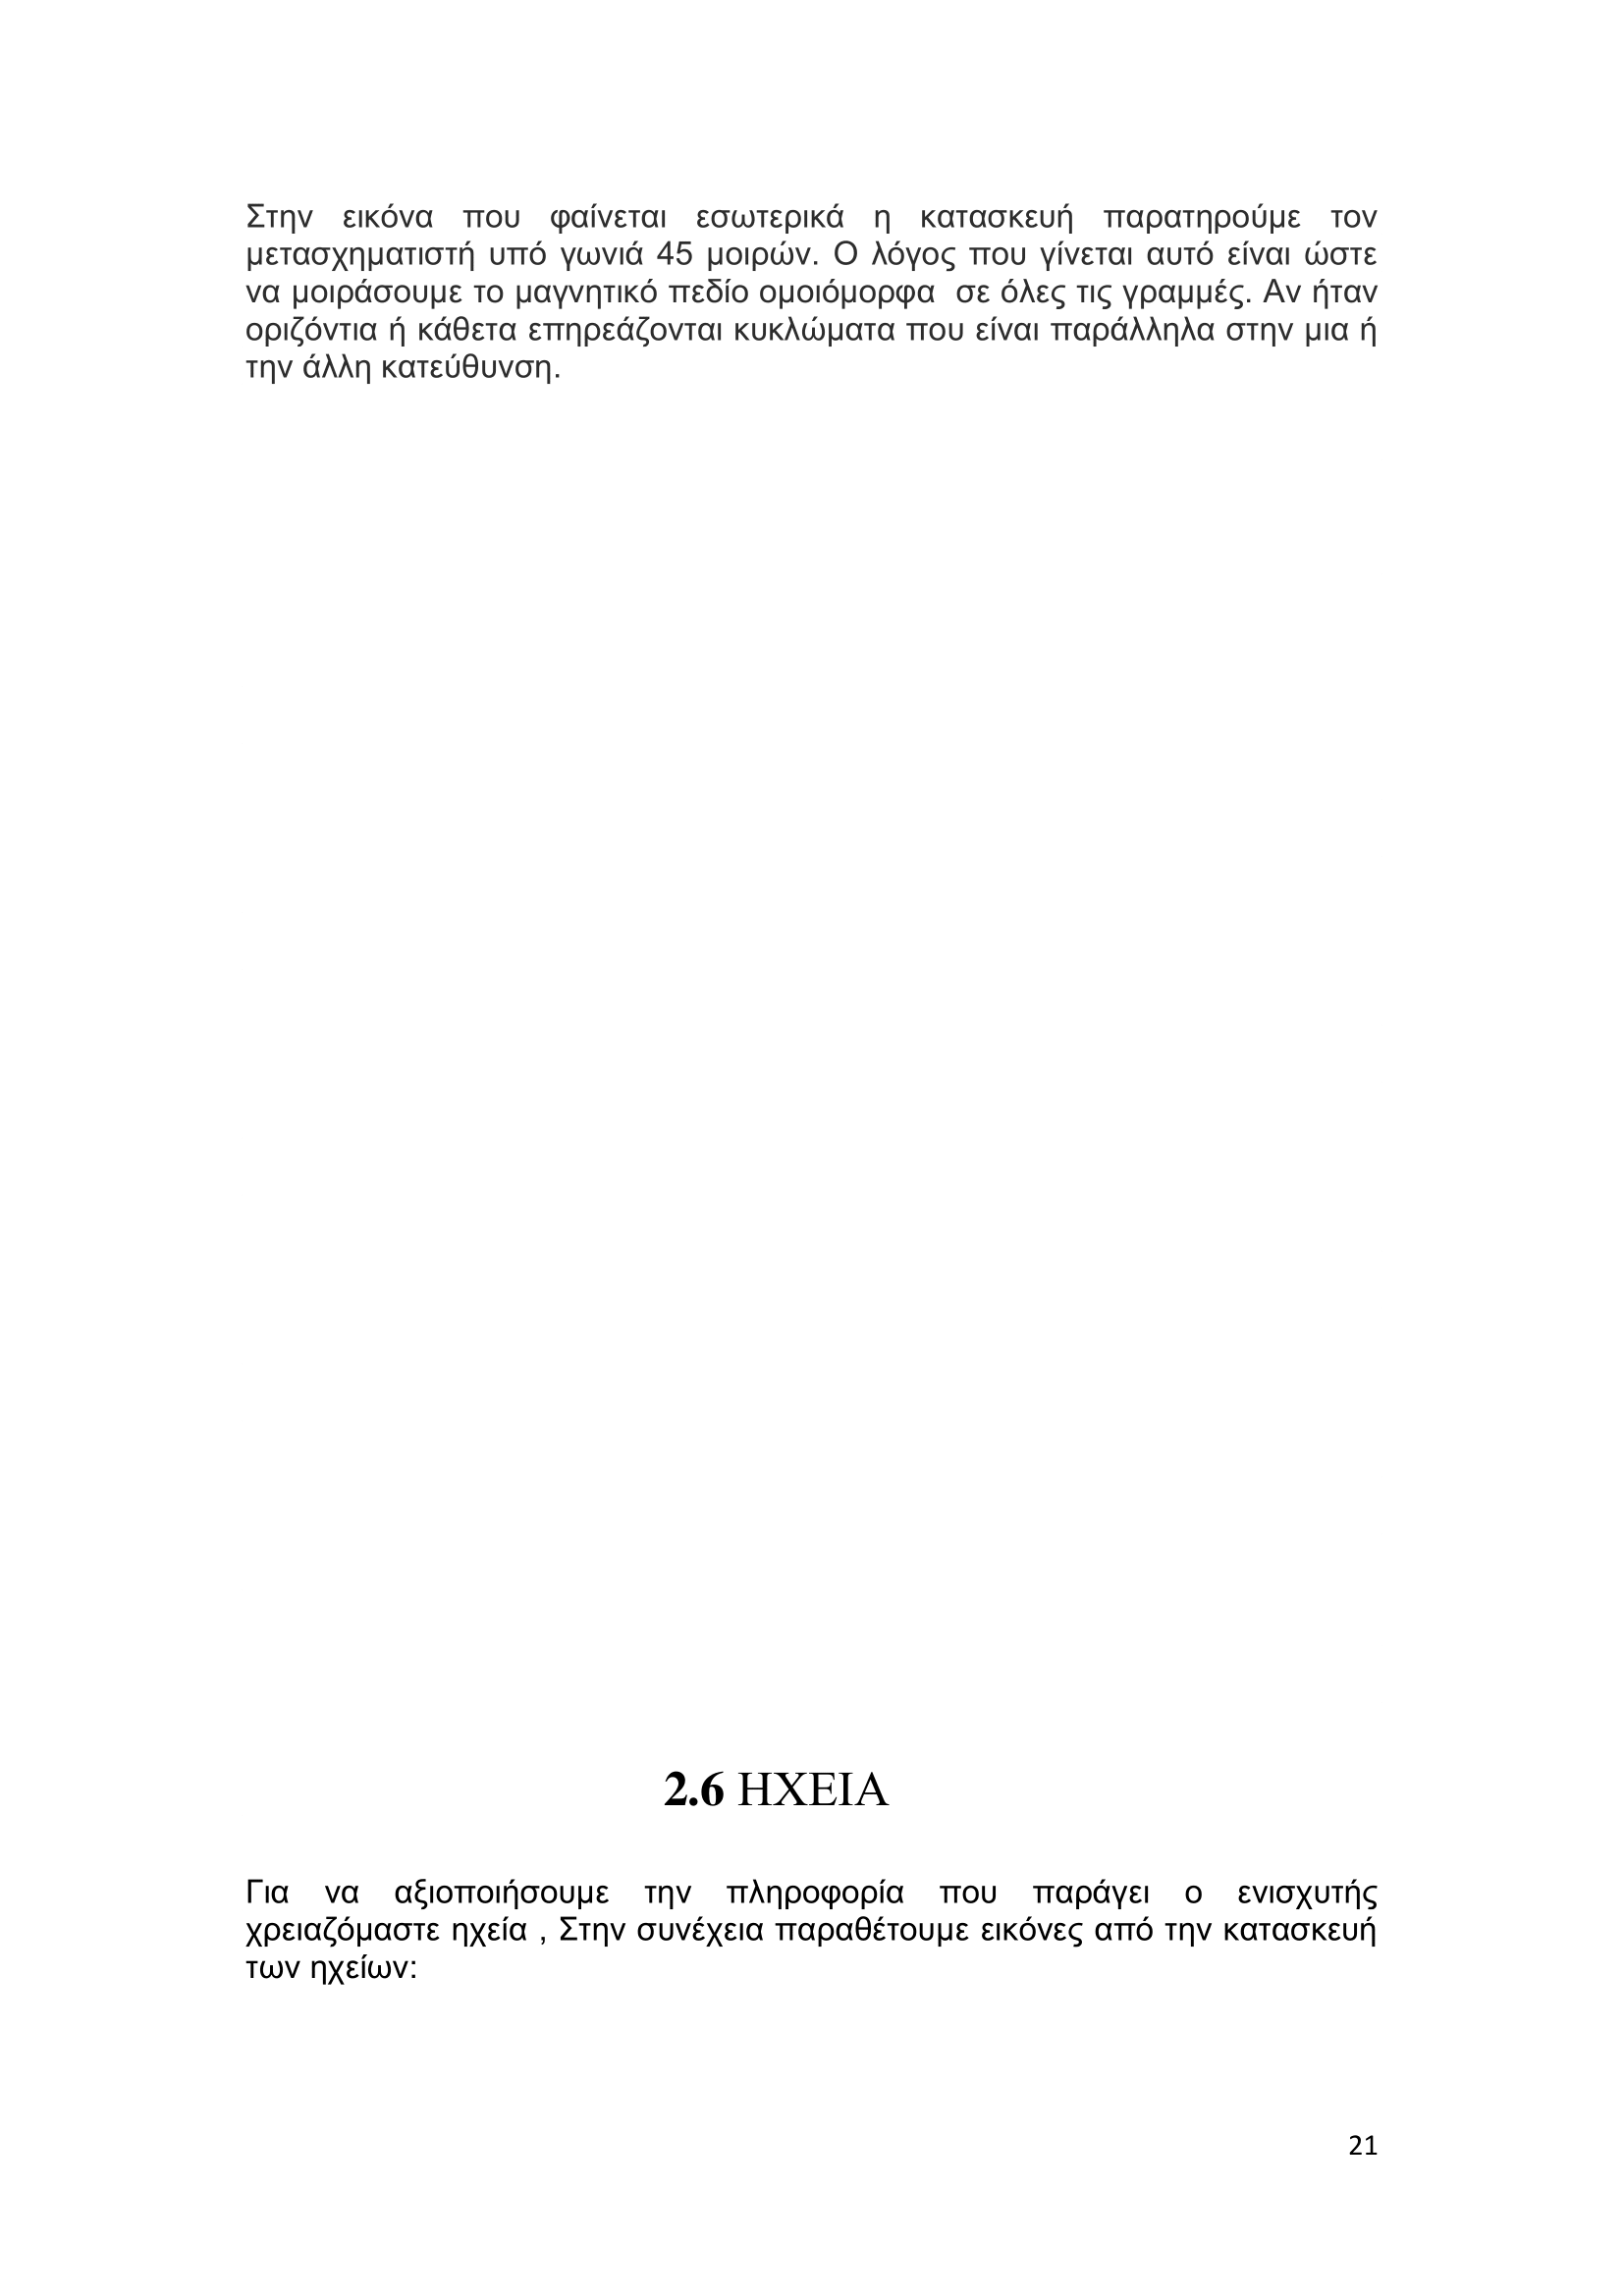 Στην εικόνα που φαίνεται εσωτερικά η κατασκευή παρατηρούμε τον
μετασχηματιστή υπό γωνιά 45 μοιρών. Ο λόγος που γίνεται αυτό είναι ώστε
να μοιράσουμε το μαγνητικό πεδίο ομοιόμορφα  σε όλες τις γραμμές. Αν ήταν
οριζόντια ή κάθετα επηρεάζονται κυκλώματα που είναι παράλληλα στην μια ή
την άλλη κατεύθυνση.
2.6 ΗΧΕΙΑ
Για να αξιοποιήσουμε την πληροφορία που παράγει ο ενισχυτής
χρειαζόμαστε ηχεία , Στην συνέχεια παραθέτουμε εικόνες από την κατασκευή
των ηχείων:
21